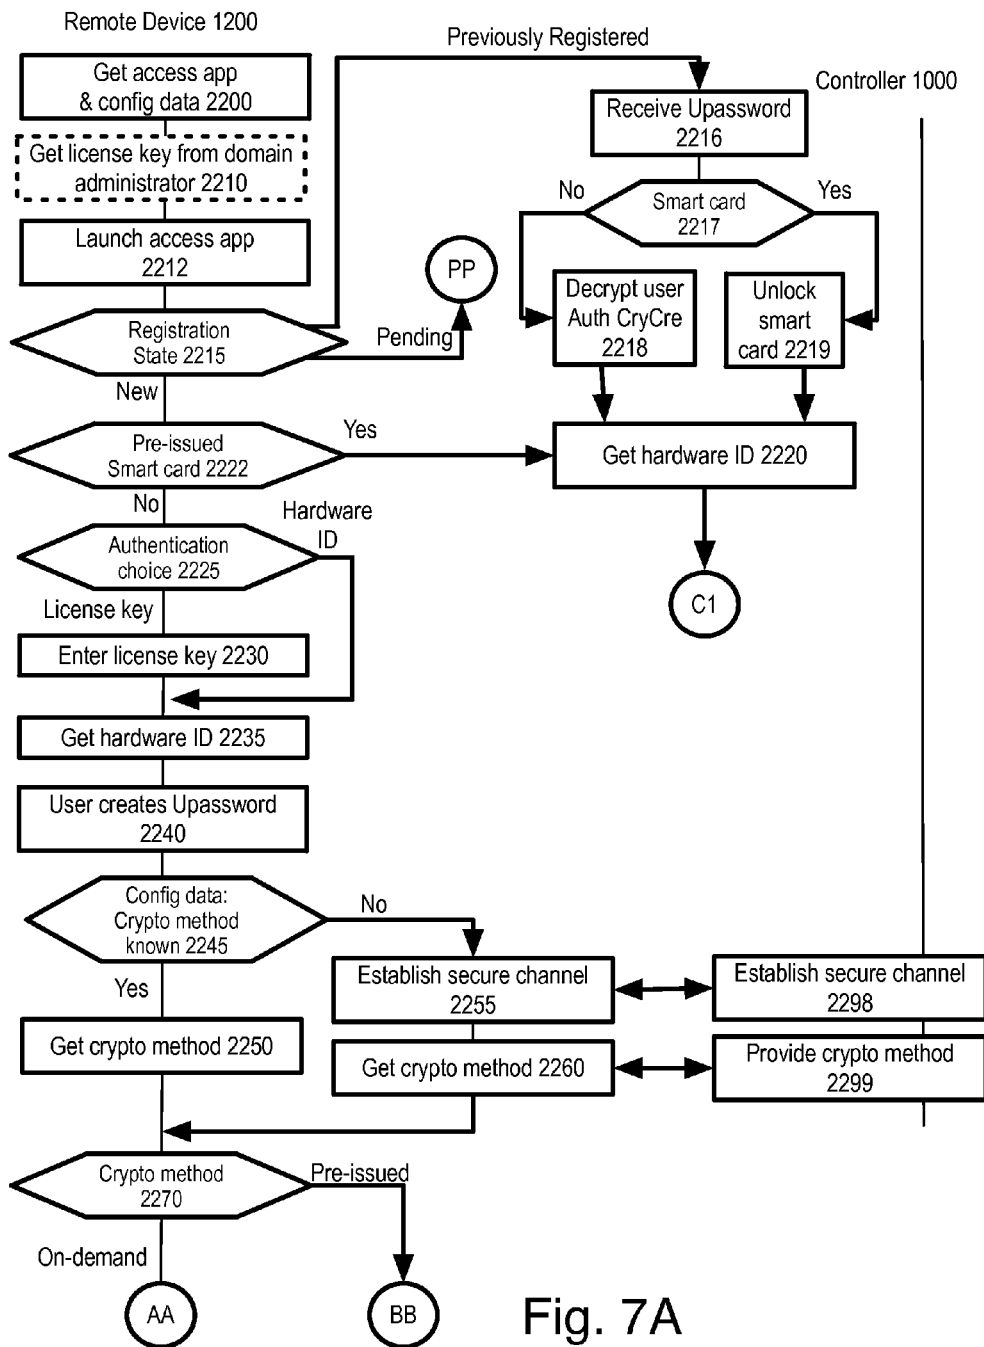 Remote Device 1200
Previously Registered
Get access app
& config data 2200
Controller 1000
Receive Upassword
2216
Get license key from domain
administrator 2210
No
Smart card
2217
Yes
Launch access app
2212
PP
Decrypt user
Auth CryCre
2218
Unlock
smart
card 2219
Registration
State 2215
Pending
New
Pre-issued
Smart card 2222
Yes
Get hardware ID 2220
No
Hardware
ID
Authentication
choice 2225
C1
License key
Enter license key 2230
Get hardware ID 2235
User creates Upassword
2240
Config data:
Crypto method
known 2245
No
Yes
Establish secure channel
2255
Establish secure channel
2298
Get crypto method 2250
Get crypto method 2260
Provide crypto method
2299
Crypto method
2270
Pre-issued
On-demand
AA
BB
Fig. 7A